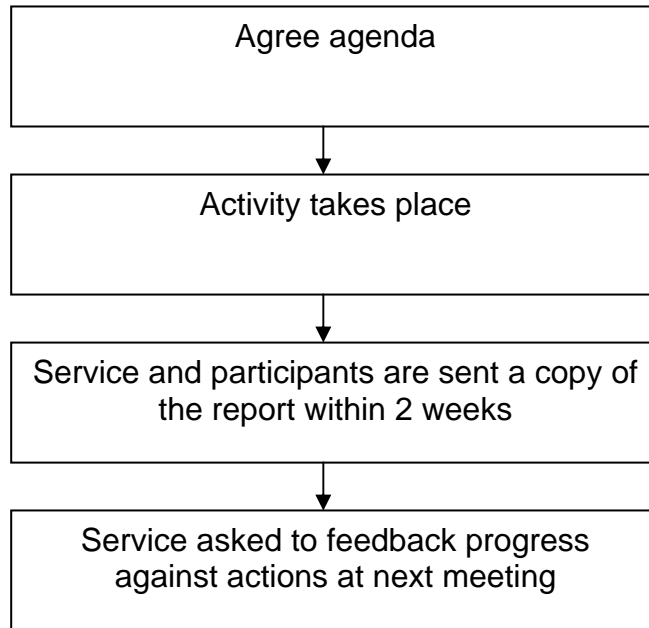 Agree agenda
Activity takes place
Service and participants are sent a copy of
the report within 2 weeks
Service asked to feedback progress
against actions at next meeting